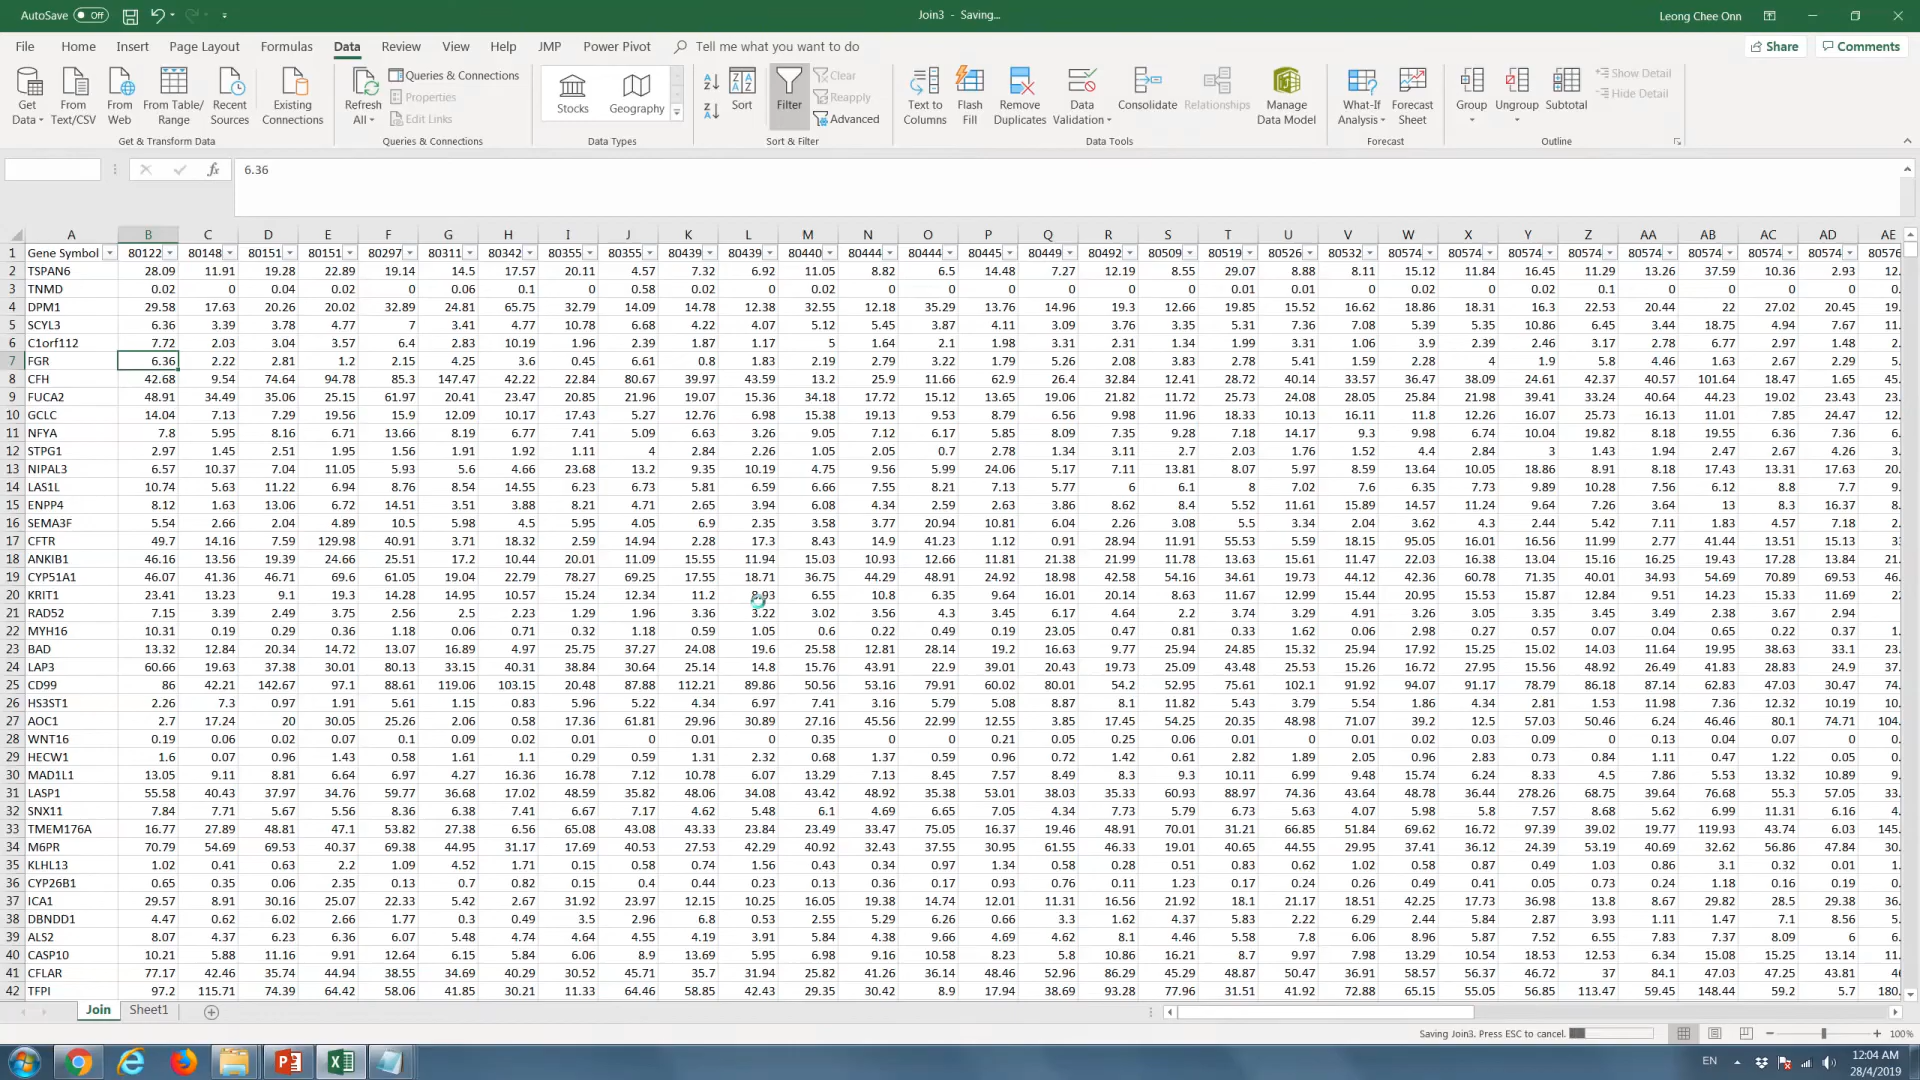 AutoSave Off
Join3 - Saving...
Leong Chee Onn
File Home Insert Page Layout Formulas Data Review View Help JMP Power Pivot Tell me what you want to do Share Comments
Get Data From Text/CSV From Web From Table/Range Recent Sources Existing Connections
Refresh All Queries & Connections Properties Edit Links
Stocks Geography
Sort Filter Clear Reapply Advanced
Text to Columns Flash Fill Remove Duplicates Data Validation Consolidate Relationships Manage Data Model
What-If Analysis Forecast Sheet
Group Ungroup Subtotal Show Detail Hide Detail
Get & Transform Data Queries & Connections Data Types Sort & Filter Data Tools Forecast Outline
fx 6.36
A B C D E F G H I J K L M N O P Q R S T U V W X Y Z AA AB AC AD AE
1 Gene Symbol 80122 80148 80151 80151 80297 80311 80342 80355 80355 80439 80439 80440 80444 80444 80445 80449 80492 80509 80519 80526 80532 80574 80574 80574 80574 80574 80574 80574 80574 80576
2 TSPAN6 28.09 11.91 19.28 22.89 19.14 14.5 17.57 20.11 4.57 7.32 6.92 11.05 8.82 6.5 14.48 7.27 12.19 8.55 29.07 8.88 8.11 15.12 11.84 16.45 11.29 13.26 37.59 10.36 2.93 12.
3 TNMD 0.02 0 0.04 0.02 0 0.06 0.1 0 0.58 0.02 0 0.02 0 0 0 0 0 0 0.01 0.01 0 0.02 0 0.02 0.1 0 0 0 0 0.
4 DPM1 29.58 17.63 20.26 20.02 32.89 24.81 65.75 32.79 14.09 14.78 12.38 32.55 12.18 35.29 13.76 14.96 19.3 12.66 19.85 15.52 16.62 18.86 18.31 16.3 22.53 20.44 22 27.02 20.45 19.
5 SCYL3 6.36 3.39 3.78 4.77 7 3.41 4.77 10.78 6.68 4.22 4.07 5.12 5.45 3.87 4.11 3.09 3.76 3.35 5.31 7.36 7.08 5.39 5.35 10.86 6.45 3.44 18.75 4.94 7.67 11.
6 C1orf112 7.72 2.03 3.04 3.57 6.4 2.83 10.19 1.96 2.39 1.87 1.17 5 1.64 2.1 1.98 3.31 2.31 1.34 1.99 3.31 1.06 3.9 2.39 2.46 3.17 2.78 6.77 2.97 1.48 2.
7 FGR 6.36 2.22 2.81 1.2 2.15 4.25 3.6 0.45 6.61 0.8 1.83 2.19 2.79 3.22 1.79 5.26 2.08 3.83 2.78 5.41 1.59 2.28 4 1.9 5.8 4.46 1.63 2.67 2.29 5.
8 CFH 42.68 9.54 74.64 94.78 85.3 147.47 42.22 22.84 80.67 39.97 43.59 13.2 25.9 11.66 62.9 26.4 32.84 12.41 28.72 40.14 33.57 36.47 38.09 24.61 42.37 40.57 101.64 18.47 1.65 45.
9 FUCA2 48.91 34.49 35.06 25.15 61.97 20.41 23.47 20.85 21.96 19.07 15.36 34.18 17.72 15.12 13.65 19.06 21.82 11.72 25.73 24.08 28.05 25.84 21.98 39.41 33.24 40.64 44.23 19.02 23.43 23.
10 GCLC 14.04 7.13 7.29 19.56 15.9 12.09 10.17 17.43 5.27 12.76 6.98 15.38 19.13 9.53 8.79 6.56 9.98 11.96 18.33 10.13 16.11 11.8 12.26 16.07 25.73 16.13 11.01 7.85 24.47 12.
11 NFYA 7.8 5.95 8.16 6.71 13.66 8.19 6.77 7.41 5.09 6.63 3.26 9.05 7.12 6.17 5.85 8.09 7.35 9.28 7.18 14.17 9.3 9.98 6.74 10.04 19.82 8.18 19.55 6.36 7.36 6.
12 STPG1 2.97 1.45 2.51 1.95 1.56 1.91 1.92 1.11 4 2.84 2.26 1.05 2.05 0.7 2.78 1.34 3.11 2.7 2.03 1.76 1.52 4.4 2.84 3 1.43 1.94 2.47 2.67 4.26 3.
13 NIPAL3 6.57 10.37 7.04 11.05 5.93 5.6 4.66 23.68 13.2 9.35 10.19 4.75 9.56 5.99 24.06 5.17 7.11 13.81 8.07 5.97 8.59 13.64 10.05 18.86 8.91 8.18 17.43 13.31 17.63 20.
14 LAS1L 10.74 5.63 11.22 6.94 8.76 8.54 14.55 6.23 6.73 5.81 6.59 6.66 7.55 8.21 7.13 5.77 6 6.1 8 7.02 7.6 6.35 7.73 9.89 10.28 7.56 6.12 8.8 7.7 9.
15 ENPP4 8.12 1.63 13.06 6.72 14.51 3.51 3.88 8.21 4.71 2.65 3.94 6.08 4.34 2.59 2.63 3.86 8.62 8.4 5.52 11.61 15.89 14.57 11.24 9.64 7.26 3.64 13 8.3 16.37 8.
16 SEMA3F 5.54 2.66 2.04 4.89 10.5 5.98 4.5 5.95 4.05 6.9 2.35 3.58 3.77 20.94 10.81 6.04 2.26 3.08 5.5 3.34 2.04 3.62 4.3 2.44 5.42 7.11 1.83 4.57 7.18 2.
17 CFTR 49.7 14.16 7.59 129.98 40.91 3.71 18.32 2.59 14.94 2.28 17.3 8.43 14.9 41.23 1.12 0.91 28.94 11.91 55.53 5.59 18.15 95.05 16.01 16.56 11.99 2.77 41.44 13.51 15.13
18 ANKIB1 46.16 13.56 19.39 24.66 25.51 17.2 10.44 20.01 11.09 15.55 11.94 15.03 10.93 12.66 11.81 21.38 21.99 11.78 13.63 15.61 11.47 22.03 16.38 13.04 15.16 16.25 19.43 17.28 13.84 21.
19 CYP51A1 46.07 41.36 46.71 69.6 61.05 19.04 22.79 78.27 69.25 17.55 18.71 36.75 44.29 48.91 24.92 18.98 42.58 54.16 34.61 19.73 44.12 42.36 60.78 71.35 40.01 34.93 54.69 70.89 69.53 46.
20 KRIT1 23.41 13.23 9.1 19.3 14.28 14.95 10.57 15.24 12.34 11.2 6.55 10.8 6.35 9.64 16.01 20.14 8.63 11.67 12.99 15.44 20.95 15.53 15.87 12.84 9.51 14.23 15.33 11.69
21 RAD52 7.15 3.39 2.49 3.75 2.56 2.5 2.23 1.29 1.96 3.36 3.22 3.02 3.56 4.3 3.45 6.17 4.64 2.2 3.74 3.29 4.91 3.26 3.05 3.35 3.45 3.49 2.38 3.67 2.94
22 MYH16 10.31 0.19 0.29 0.36 1.18 0.06 0.71 0.32 1.18 0.59 1.05 0.6 0.22 0.49 0.19 23.05 0.47 0.81 0.33 1.62 0.06 2.98 0.27 0.57 0.07 0.04 0.65 0.22 0.37 1.
23 BAD 13.32 12.84 20.34 14.72 13.07 16.89 4.97 25.75 37.27 24.08 19.6 25.58 12.81 28.14 19.2 16.63 9.77 25.94 24.85 15.32 25.94 15.92 15.25 15.02 14.03 11.64 19.95 38.63 33.1 23.
24 LAP3 60.66 19.63 37.38 30.01 80.13 33.15 40.31 38.84 30.64 25.14 14.8 15.76 43.91 22.9 39.01 20.43 19.73 25.09 43.48 25.53 15.26 16.72 27.95 15.56 48.92 26.49 41.83 28.83 24.9 37.
25 CD99 86 42.21 142.67 97.1 88.61 119.06 103.15 20.48 87.88 112.21 89.86 50.56 53.16 79.91 60.02 80.01 54.2 52.95 75.61 102.1 91.92 94.07 91.17 78.79 86.18 87.14 62.83 47.03 30.47 74.
26 HS3ST1 2.26 7.3 0.97 1.91 5.61 1.15 0.83 5.96 5.22 4.34 6.97 7.41 3.16 5.79 5.08 8.87 8.1 11.82 5.43 3.79 5.54 1.86 4.34 2.81 1.53 11.98 7.36 12.32 10.19 10.
27 AOC1 2.7 17.24 20 30.05 25.26 2.06 0.58 17.36 61.81 29.96 30.89 27.16 45.56 22.99 12.55 3.85 17.45 54.25 20.35 48.98 71.07 39.2 12.5 57.03 50.46 6.24 46.46 80.1 74.71 104.
28 WNT16 0.19 0.06 0.02 0.07 0.1 0.09 0.02 0.01 0 0.01 0 0.35 0 0 0.21 0.05 0.25 0.06 0.01 0 0.01 0.02 0.03 0.09 0 0.13 0.04 0.07 0 0.
29 HECW1 1.6 0.07 0.96 1.43 0.58 1.61 1.1 0.29 0.59 1.31 2.32 0.68 1.37 0.59 0.96 0.72 1.42 0.61 2.82 1.89 2.05 0.96 2.83 0.73 0.84 1.11 0.47 1.22 0.05 0.
30 MAD1L1 13.05 9.11 8.81 6.64 6.97 4.27 16.36 16.78 7.12 10.78 6.07 13.29 7.13 8.45 7.57 8.49 8.3 9.3 10.11 6.99 9.48 15.74 6.24 8.33 4.5 7.86 5.53 13.32 10.89 9.
31 LASP1 55.58 40.43 37.97 34.76 59.77 36.68 17.02 48.59 35.82 48.06 34.08 43.42 48.92 35.38 53.01 38.03 35.33 60.93 88.97 74.36 43.64 48.78 36.44 278.26 68.75 39.64 76.68 55.3 57.05 33.
32 SNX11 7.84 7.71 5.67 5.56 8.36 6.38 7.41 6.67 7.17 4.62 5.48 6.1 4.69 6.65 7.05 4.34 7.73 5.79 6.73 5.63 4.07 5.98 5.8 7.57 8.68 5.62 6.99 11.31 6.16 4.
33 TMEM176A 16.77 27.89 48.81 47.1 53.82 27.38 6.56 65.08 43.08 43.33 23.84 23.49 33.47 75.05 16.37 19.46 48.91 70.01 31.21 66.85 51.84 69.62 16.72 97.39 39.02 19.77 119.93 43.74 6.03 145.
34 M6PR 70.79 54.69 69.53 40.37 69.38 44.95 31.17 17.69 40.53 27.53 42.29 40.92 32.43 37.55 30.95 61.55 46.33 19.01 40.65 44.55 29.95 37.41 36.12 24.39 53.19 40.69 32.62 56.86 47.84 30.
35 KLHL13 1.02 0.41 0.63 2.2 1.09 4.52 1.71 0.15 0.58 0.74 1.56 0.43 0.34 0.97 1.34 0.58 0.28 0.51 0.83 0.62 1.02 0.58 0.87 0.49 1.03 0.86 3.1 0.32 0.01 1.
36 CYP26B1 0.65 0.35 0.06 2.35 0.13 0.7 0.82 0.15 0.4 0.44 0.23 0.13 0.36 0.17 0.93 0.76 0.11 1.23 0.17 0.24 0.26 0.49 0.41 0.05 0.73 0.24 1.18 0.16 0.19 0.
37 ICA1 29.57 8.91 30.16 25.07 22.33 5.42 2.67 31.92 23.97 12.15 10.25 16.05 19.38 14.74 12.01 11.31 16.56 21.92 18.1 21.17 18.51 42.25 17.73 36.98 13.8 8.67 29.82 28.5 29.38 36.
38 DBNDD1 4.47 0.62 6.02 2.66 1.77 0.3 0.49 3.5 2.96 6.8 0.53 2.55 5.29 6.26 0.66 3.3 1.62 4.37 5.83 2.22 6.29 2.44 5.84 2.87 3.93 1.11 1.47 7.1 8.56 5.
39 ALS2 8.07 4.37 6.23 6.36 6.07 5.48 4.74 4.64 4.55 4.19 3.91 5.84 4.38 9.66 4.69 4.62 8.1 4.46 5.58 7.8 6.06 8.96 5.87 7.52 6.55 7.83 7.37 8.09 6 6.
40 CASP10 10.21 5.88 11.16 9.91 12.64 6.15 5.84 6.06 8.9 13.69 5.95 6.98 9.16 10.58 8.23 5.8 10.86 16.21 8.7 9.97 7.98 13.29 10.54 18.53 12.53 6.34 15.08 15.25 13.14 11.
41 CFLAR 77.17 42.46 35.74 44.94 38.55 34.69 40.29 30.52 45.71 35.7 31.94 25.82 41.26 36.14 48.46 52.96 86.29 45.29 48.87 50.47 36.91 58.57 56.37 46.72 37 84.1 47.03 47.25 43.81 4
42 TFPI 97.2 115.71 74.39 64.42 58.06 41.85 30.21 11.33 64.46 58.85 42.43 29.35 30.42 8.9 17.94 38.69 93.28 77.96 31.51 41.92 72.88 65.15 55.05 56.85 113.47 59.45 148.44 59.2 5.7 180.
Join Sheet1
Saving Join3. Press ESC to cancel. 100%
EN 12:04 AM
28/4/2019